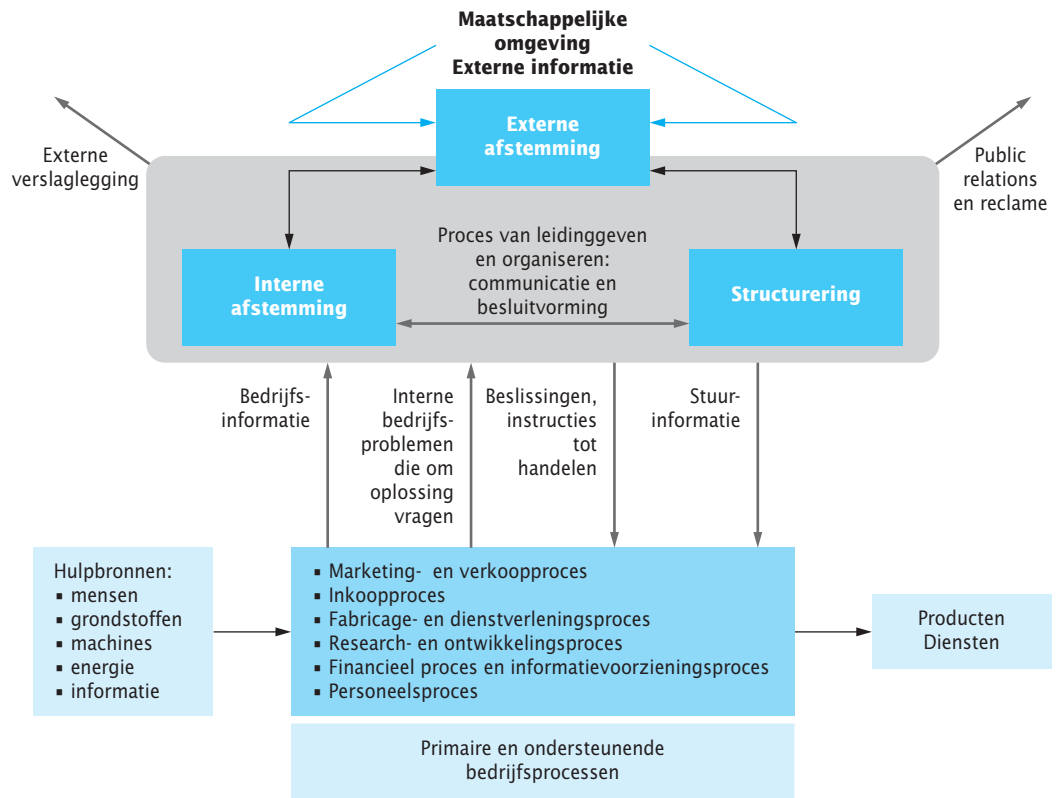 Maatschappelijke
omgeving
Externe informatie
Externe
afstemming
Externe
verslaglegging
Public
relations
en reclame
Proces van leidinggeven
en organiseren:
communicatie en
besluitvorming
Interne
afstemming
Structurering
Bedrijfs-
informatie
Interne
bedrijfs-
problemen
die om
oplossing
vragen
Beslissingen,
instructies
tot
handelen
Stuur-
informatie
Hulpbronnen:
▪ mensen
▪ grondstoffen
▪ machines
▪ energie
▪ informatie
▪ Marketing- en verkoopproces
▪ Inkoopproces
▪ Fabricage- en dienstverleningsproces
▪ Research- en ontwikkelingsproces
▪ Financieel proces en informatievoorzieningsproces
▪ Personeelsproces
Producten
Diensten
Primaire en ondersteunende
bedrijfsprocessen